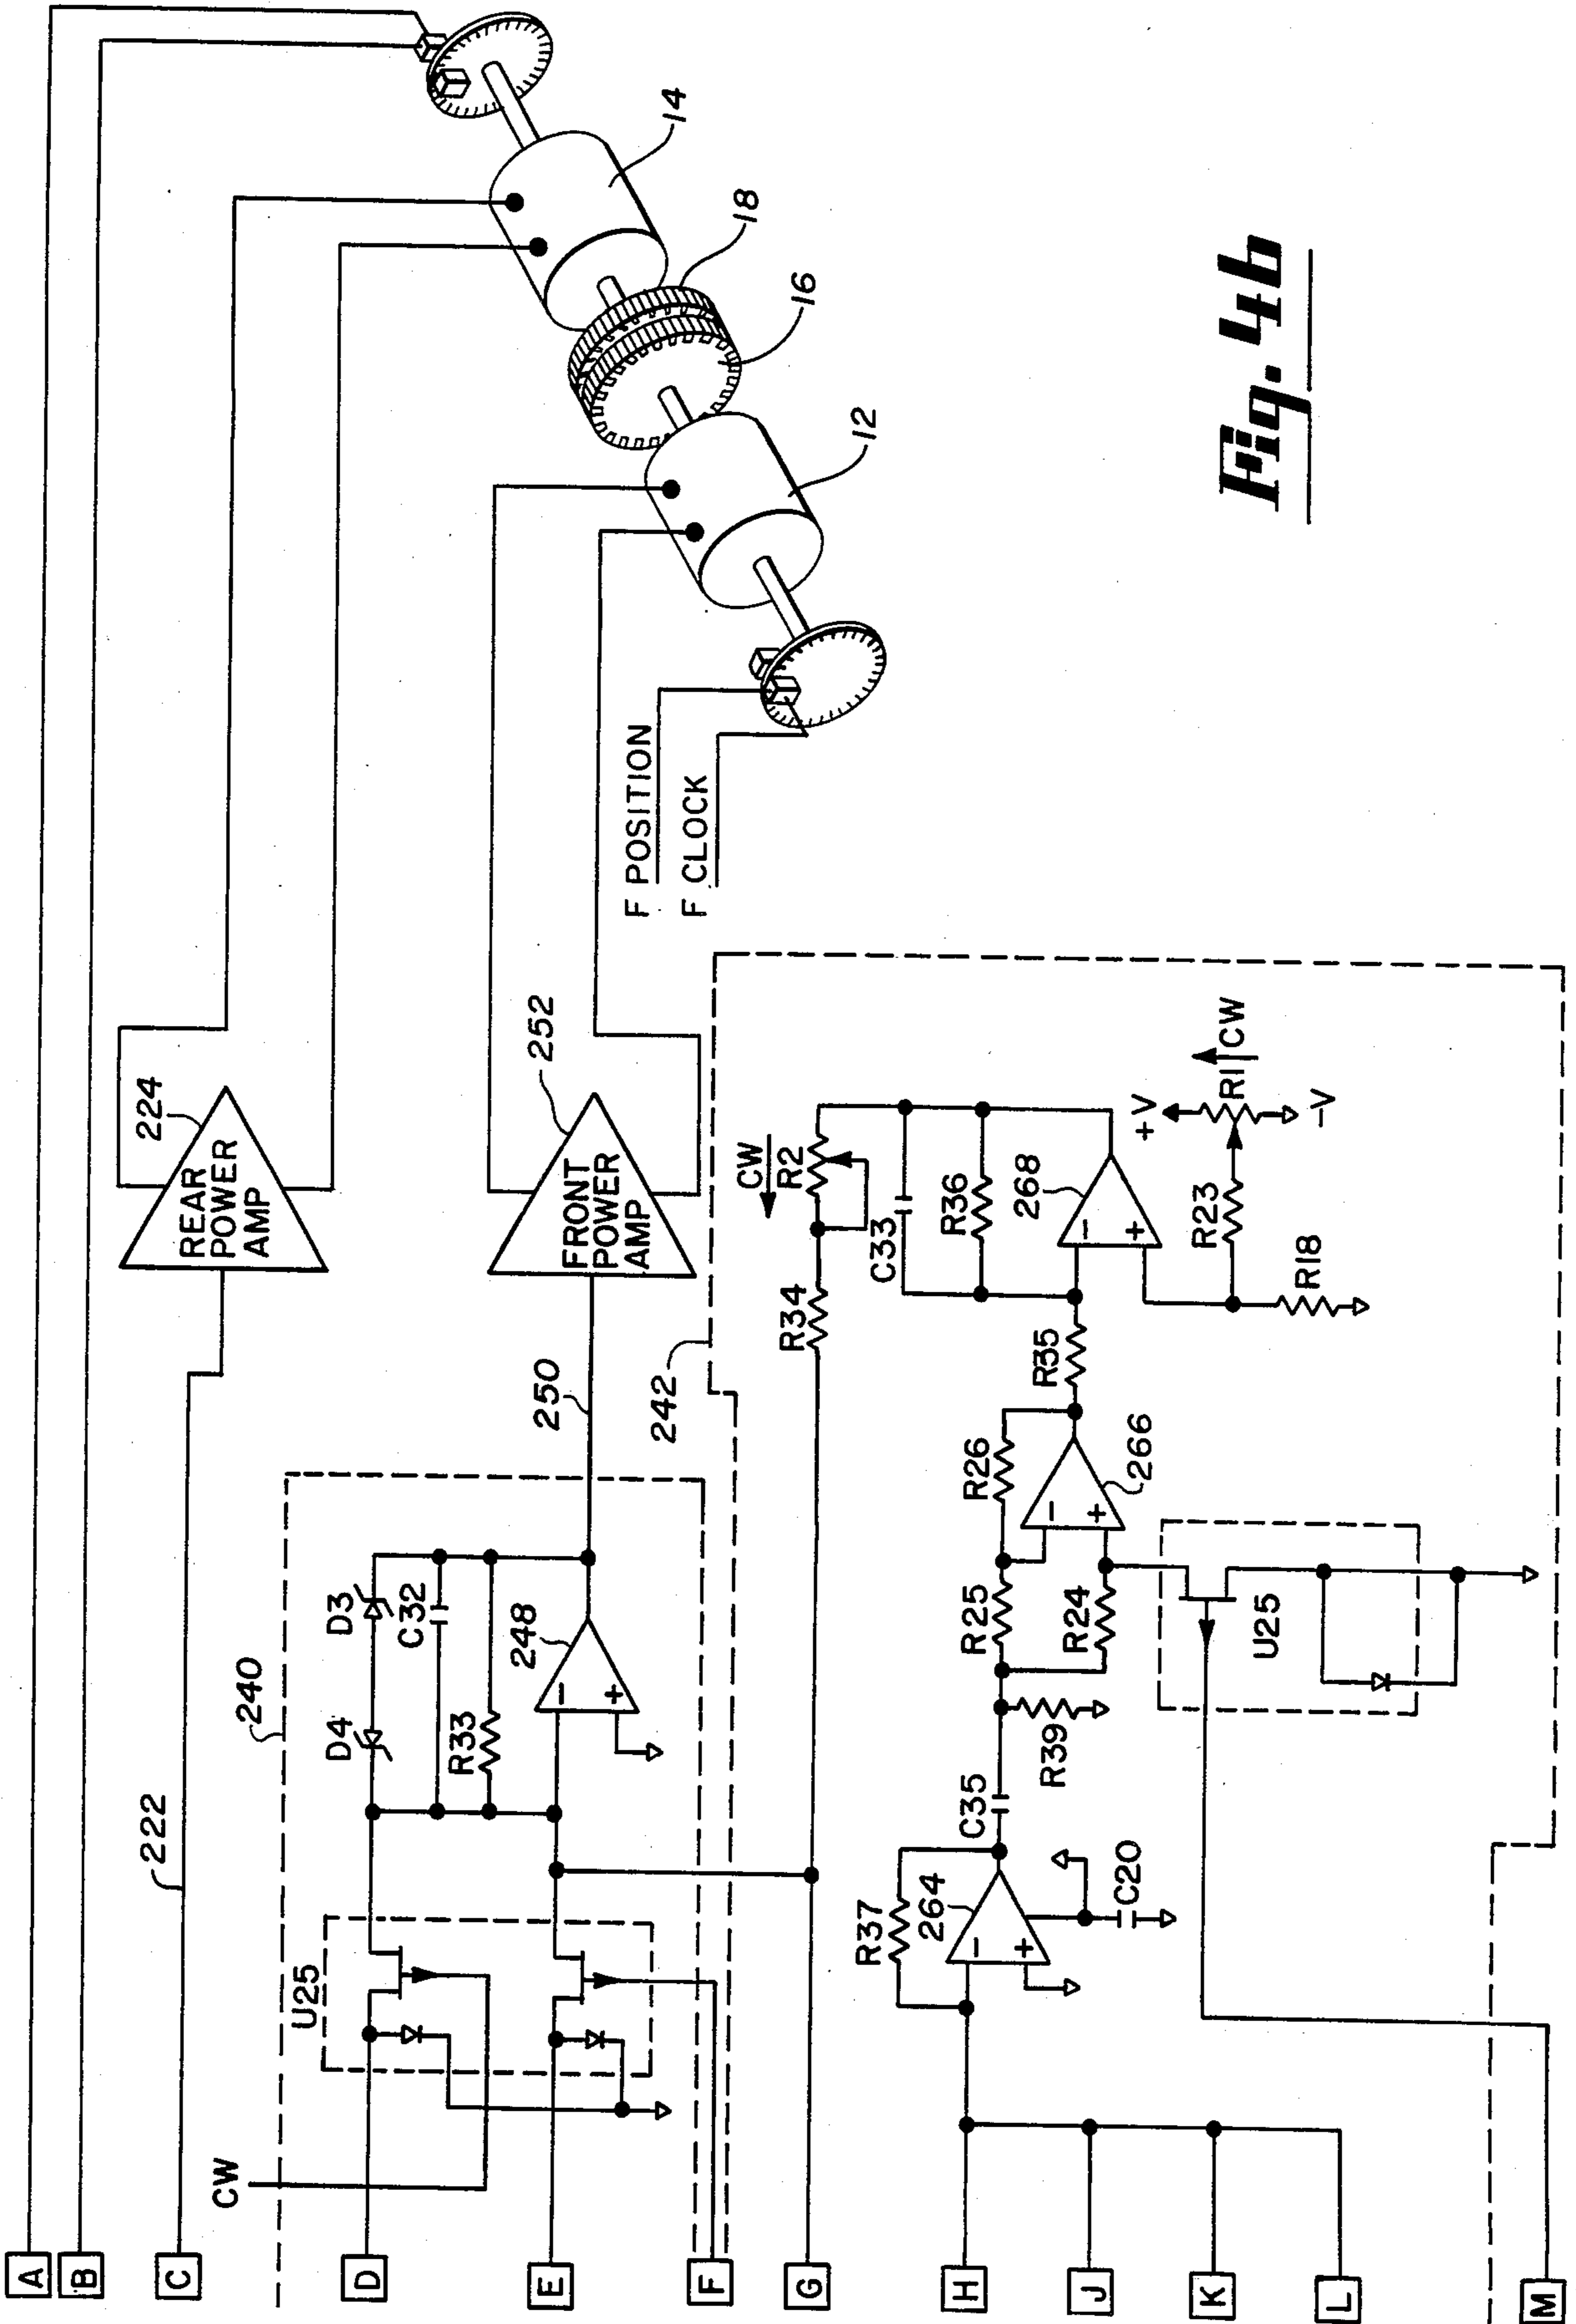 A
B
C
D
E
F
G
H
J
K
L
M
222
CW
240
U25
D4
D3
C32
R33
248
250
242
REAR
POWER
AMP
224
FRONT
POWER
AMP
252
F POSITION
F CLOCK
14
18
16
12
R34
CW
R2
C33
R36
268
R35
R26
266
R25
R24
U25
R39
C35
R37
264
C20
R23
R18
+V
R1
CW
-V
Fig. 4b